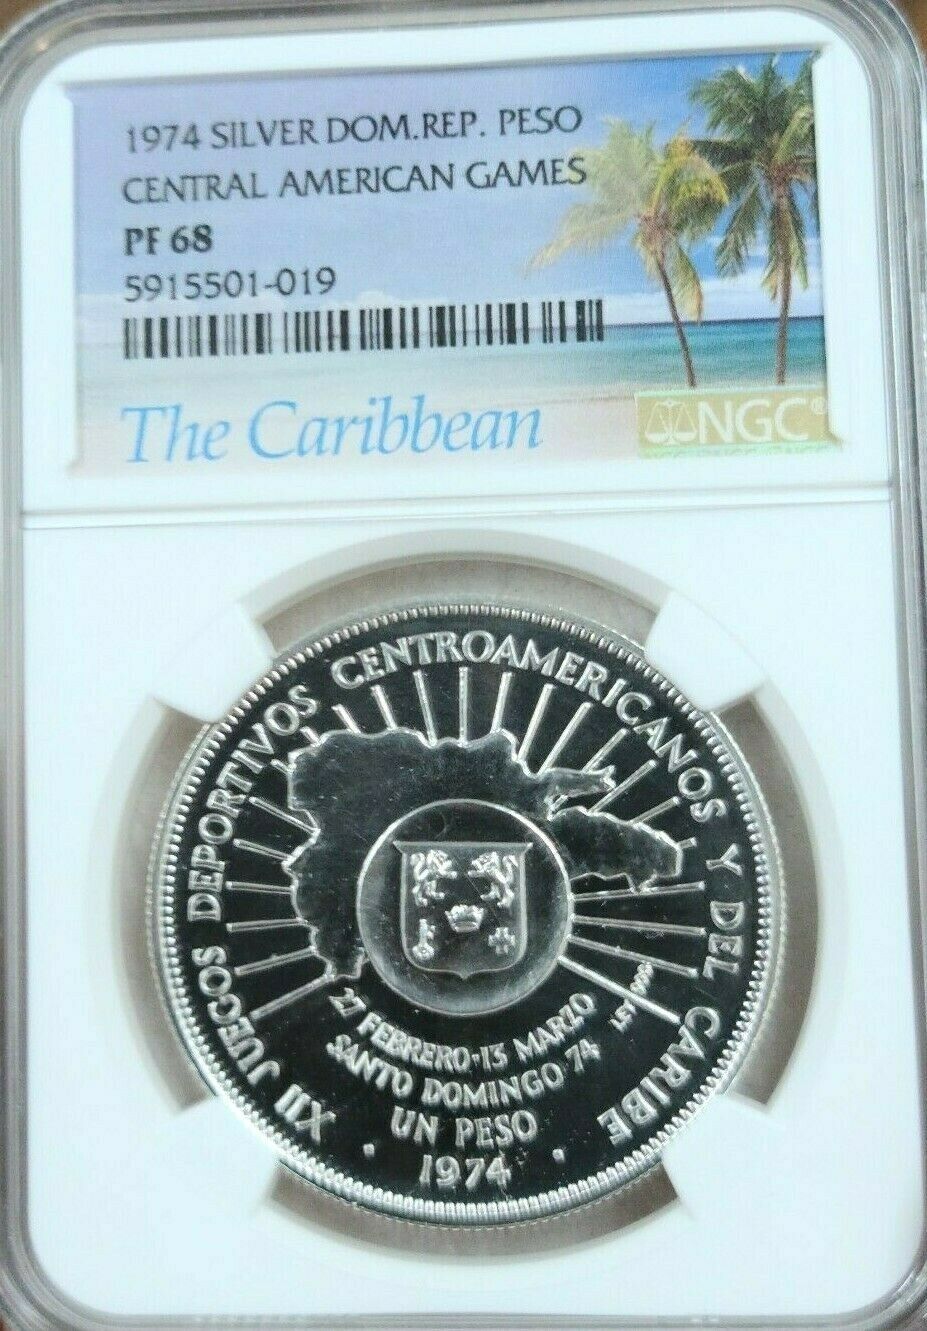 1974 SILVER DOM.REP. PESO
CENTRAL AMERICAN GAMES
PF 68
5915501-019
The Caribbean
NGC®
XII JUEGOS DEPORTIVOS CENTROAMERICANOS Y DEL CARIBE
27 FEBRERO·13 MARZO
SANTO DOMINGO 74
UN PESO
· 1974 ·